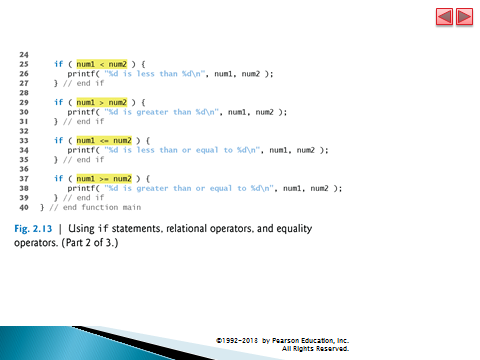 24
25 if ( num1 < num2 ) {
26 printf( "%d is less than %d\n", num1, num2 );
27 } // end if
28
29 if ( num1 > num2 ) {
30 printf( "%d is greater than %d\n", num1, num2 );
31 } // end if
32
33 if ( num1 <= num2 ) {
34 printf( "%d is less than or equal to %d\n", num1, num2 );
35 } // end if
36
37 if ( num1 >= num2 ) {
38 printf( "%d is greater than or equal to %d\n", num1, num2 );
39 } // end if
40 } // end function main
Fig. 2.13 | Using if statements, relational operators, and equality
operators. (Part 2 of 3.)
©1992-2013 by Pearson Education, Inc.
All Rights Reserved.